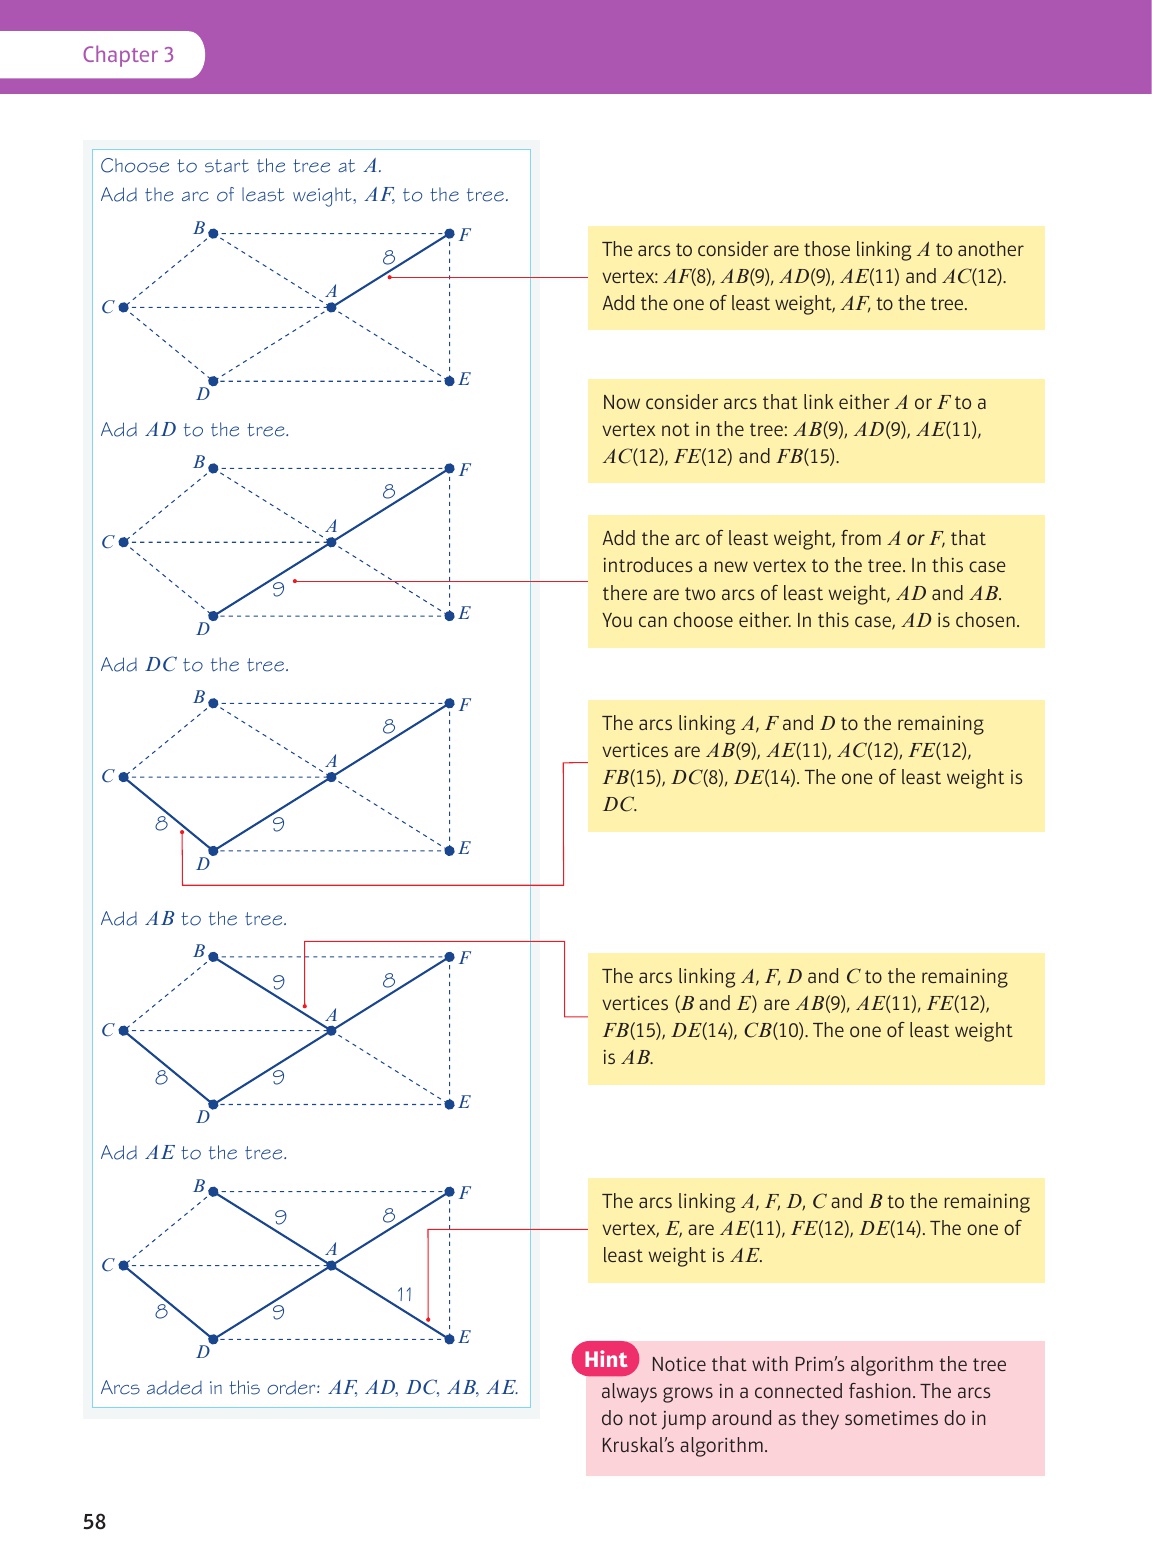 Chapter 3
Choose to start the tree at A.
Add the arc of least weight, AF, to the tree.
B
F
8
A
C
E
D
The arcs to consider are those linking A to another
vertex: AF(8), AB(9), AD(9), AE(11) and AC(12).
Add the one of least weight, AF, to the tree.
Now consider arcs that link either A or F to a
vertex not in the tree: AB(9), AD(9), AE(11),
AC(12), FE(12) and FB(15).
Add AD to the tree.
B
F
8
A
C
9
E
D
Add the arc of least weight, from A or F, that
introduces a new vertex to the tree. In this case
there are two arcs of least weight, AD and AB.
You can choose either. In this case, AD is chosen.
Add DC to the tree.
B
F
8
A
C
8
9
E
D
The arcs linking A, F and D to the remaining
vertices are AB(9), AE(11), AC(12), FE(12),
FB(15), DC(8), DE(14). The one of least weight is
DC.
Add AB to the tree.
B
F
9
8
A
C
8
9
E
D
The arcs linking A, F, D and C to the remaining
vertices (B and E) are AB(9), AE(11), FE(12),
FB(15), DE(14), CB(10). The one of least weight
is AB.
Add AE to the tree.
B
F
9
8
A
C
11
8
9
E
D
The arcs linking A, F, D, C and B to the remaining
vertex, E, are AE(11), FE(12), DE(14). The one of
least weight is AE.
Arcs added in this order: AF, AD, DC, AB, AE.
Hint Notice that with Prim’s algorithm the tree
always grows in a connected fashion. The arcs
do not jump around as they sometimes do in
Kruskal’s algorithm.
58